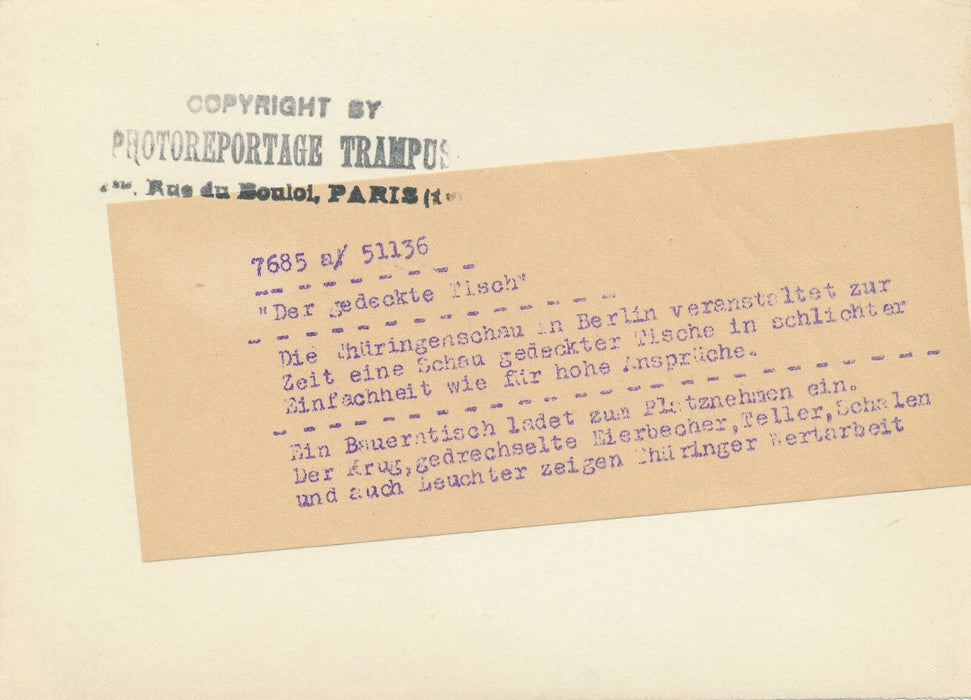 COPYRIGHT BY
PHOTOREPORTAGE TRAMPUS
Rue du Bouloi, PARIS
7685 a/ 51136
"Der gedeckte Tisch"
Die Thüringenschau in Berlin veranstaltet zur
Zeit eine Schau gedeckter Tische in schlichter
Einfachheit wie für hohe Ansprüche.
Ein Bauerntisch ladet zum Platznehmen ein.
Der Krug,gedrechselte Eierbecher,Teller,Schalen
und auch Leuchter zeigen Thüringer Wertarbeit